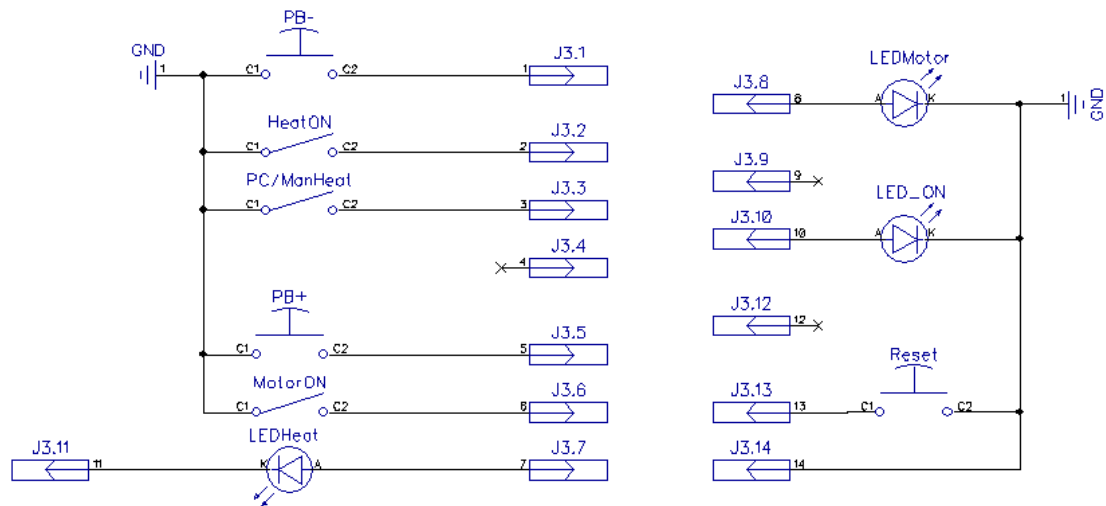 PB-
GND
1
C1
C2
1
J3.1
HeatON
C1
C2
2
J3.2
PC/ManHeat
C1
C2
3
J3.3
4
J3.4
PB+
C1
C2
5
J3.5
MotorON
C1
C2
6
J3.6
J3.11
11
LEDHeat
K
A
7
J3.7
LEDMotor
J3.8
8
A
K
1
GND
J3.9
9
LED_ON
J3.10
10
A
K
J3.12
12
Reset
J3.13
13
C1
C2
J3.14
14